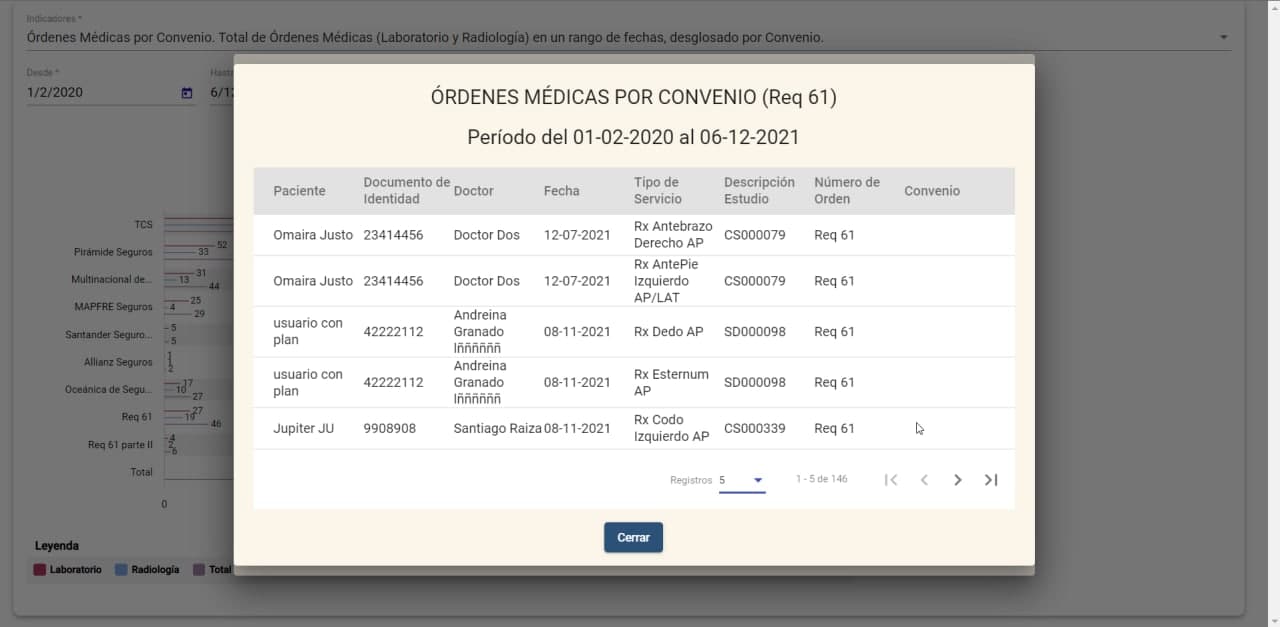 Indicadores *
Órdenes Médicas por Convenio. Total de Órdenes Médicas (Laboratorio y Radiología) en un rango de fechas, desglosado por Convenio.
Desde *
1/2/2020
ÓRDENES MÉDICAS POR CONVENIO (Req 61)
Período del 01-02-2020 al 06-12-2021
Paciente Documento de Identidad Doctor Fecha Tipo de Servicio Descripción Estudio Número de Orden Convenio
Omaira Justo 23414456 Doctor Dos 12-07-2021 Rx Antebrazo Derecho AP CS000079 Req 61
Omaira Justo 23414456 Doctor Dos 12-07-2021 Rx AntePie Izquierdo AP/LAT CS000079 Req 61
usuario con plan 42222112 Andreina Granado Iññññññ 08-11-2021 Rx Dedo AP SD000098 Req 61
usuario con plan 42222112 Andreina Granado Iññññññ 08-11-2021 Rx Esternum AP SD000098 Req 61
Jupiter JU 9908908 Santiago Raiza 08-11-2021 Rx Codo Izquierdo AP CS000339 Req 61
Registros 5 1 - 5 de 146
Cerrar
TCS
Pirámide Seguros 52 33
Multinacional de... 31 13 44
MAPFRE Seguros 25 4 29
Santander Seguro... 5 5
Allianz Seguros 1 1 2
Oceánica de Segu... 17 10 27
Req 61 27 19 46
Req 61 parte II 4 2 6
Total
0
Leyenda
Laboratorio Radiología Total